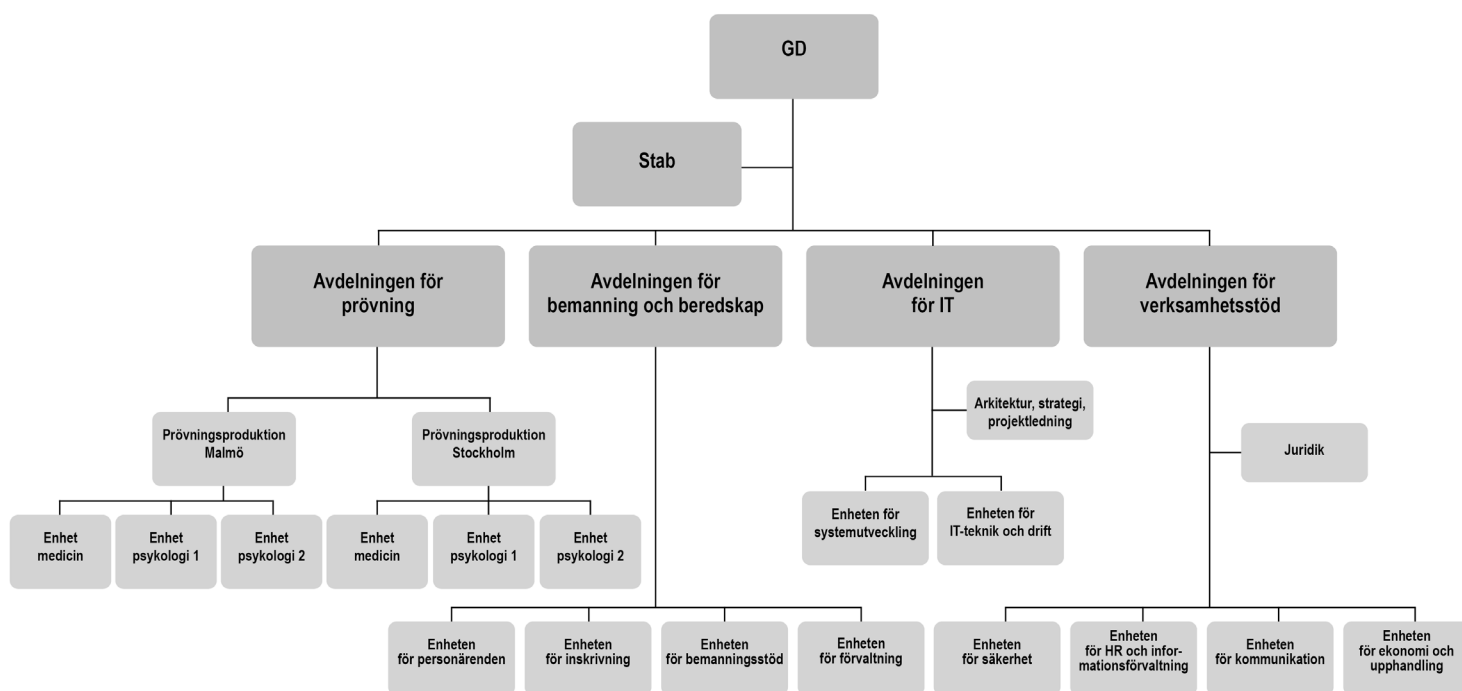 GD
Stab
Avdelningen för
prövning
Avdelningen för
bemanning och beredskap
Avdelningen
för IT
Avdelningen för
verksamhetsstöd
Arkitektur, strategi,
projektledning
Prövningsproduktion
Malmö
Prövningsproduktion
Stockholm
Juridik
Enhet
medicin
Enhet
psykologi 1
Enhet
psykologi 2
Enhet
medicin
Enhet
psykologi 1
Enhet
psykologi 2
Enheten för
systemutveckling
Enheten för
IT-teknik och drift
Enheten
för personärenden
Enheten
för inskrivning
Enheten
för bemanningsstöd
Enheten
för förvaltning
Enheten
för säkerhet
Enheten
för HR och infor-
mationsförvaltning
Enheten
för kommunikation
Enheten
för ekonomi och
upphandling